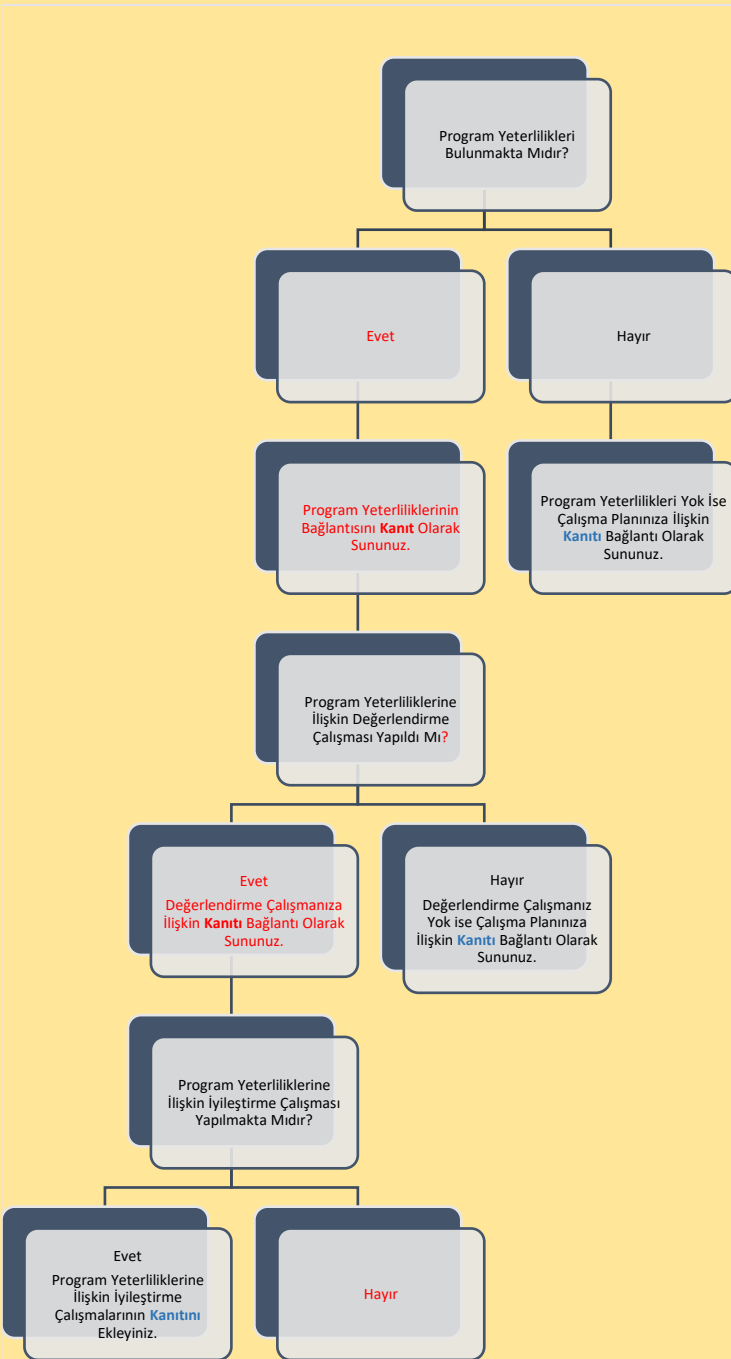 Program Yeterlilikleri
Bulunmakta Mıdır?
Evet
Hayır
Program Yeterliliklerinin
Bağlantısını Kanıt Olarak
Sununuz.
Program Yeterlilikleri Yok İse
Çalışma Planınıza İlişkin
Kanıtı Bağlantı Olarak
Sununuz.
Program Yeterliliklerine
İlişkin Değerlendirme
Çalışması Yapıldı Mı?
Evet
Değerlendirme Çalışmanıza
İlişkin Kanıtı Bağlantı Olarak
Sununuz.
Hayır
Değerlendirme Çalışmanız
Yok ise Çalışma Planınıza
İlişkin Kanıtı Bağlantı Olarak
Sununuz.
Program Yeterliliklerine
İlişkin İyileştirme Çalışması
Yapılmakta Mıdır?
Evet
Program Yeterliliklerine
İlişkin İyileştirme
Çalışmalarının Kanıtını
Ekleyiniz.
Hayır